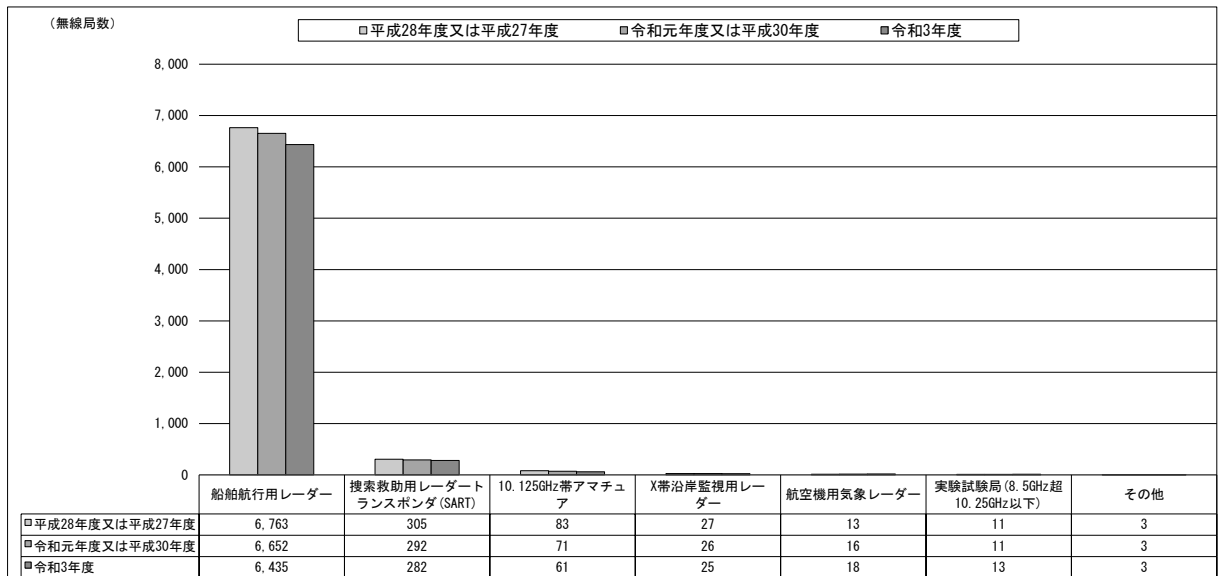 (無線局数)
□平成28年度又は平成27年度 ■令和元年度又は平成30年度 ■令和3年度
8,000
7,000
6,000
5,000
4,000
3,000
2,000
1,000
0
船舶航行用レーダー 捜索救助用レーダート 10.125GHz帯アマチュ X帯沿岸監視用レー 航空機用気象レーダー 実験試験局(8.5GHz超 その他
ランスポンダ(SART) ア ダー 10.25GHz以下)
□平成28年度又は平成27年度 6,763 305 83 27 13 11 3
■令和元年度又は平成30年度 6,652 292 71 26 16 11 3
■令和3年度 6,435 282 61 25 18 13 3